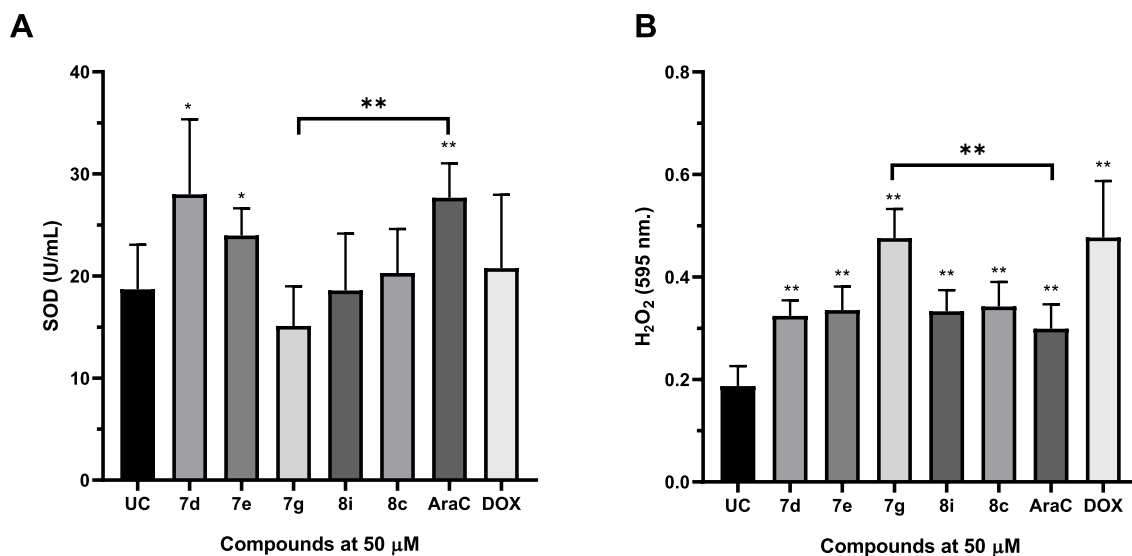 A
SOD (U/mL)
40
30
20
10
0
*
*
**
**
UC 7d 7e 7g 8i 8c AraC DOX
Compounds at 50 μM
B
H₂O₂ (595 nm.)
0.8
0.6
0.4
0.2
0.0
**
**
**
**
**
**
**
**
UC 7d 7e 7g 8i 8c AraC DOX
Compounds at 50 μM